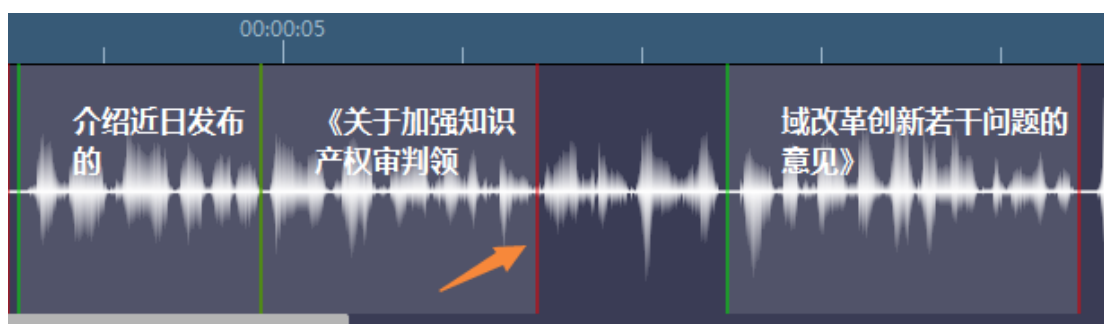 00:00:05
介绍近日发布
的
《关于加强知识
产权审判领
域改革创新若干问题的
意见》